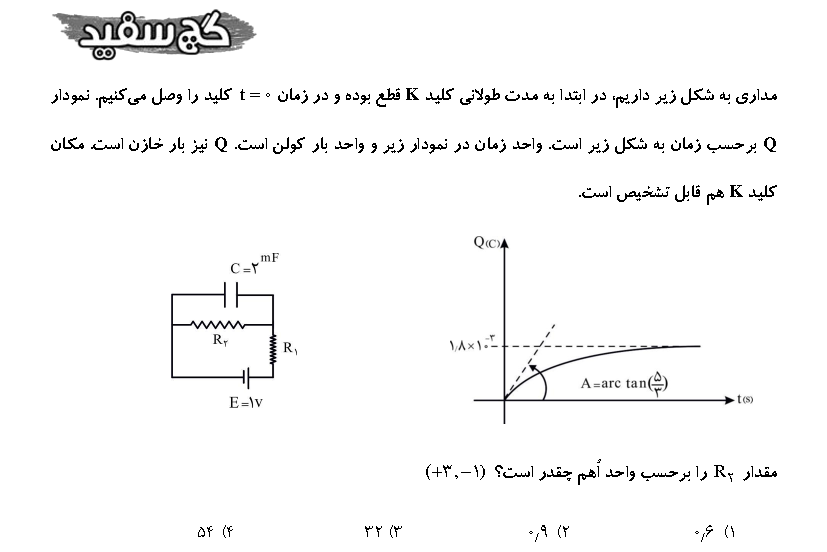 گچ سفید
مداری به شکل زیر داریم، در ابتدا به مدت طولانی کلید K قطع بوده و در زمان t = ۰ کلید را وصل می‌کنیم. نمودار
Q برحسب زمان به شکل زیر است. واحد زمان در نمودار زیر و واحد بار کولن است. Q نیز بار خازن است. مکان
کلید K هم قابل تشخیص است.
C = ۲ mF
R۲
R۱
E = ۱v
Q(C)
۱٫۸×۱۰^-۳
A = arc tan(۵/۳)
t(s)
مقدار R۲ را برحسب واحد اُهم چقدر است؟ (+۳,−۱)
۱) ۰٫۶ ۲) ۰٫۹ ۳) ۳۲ ۴) ۵۴